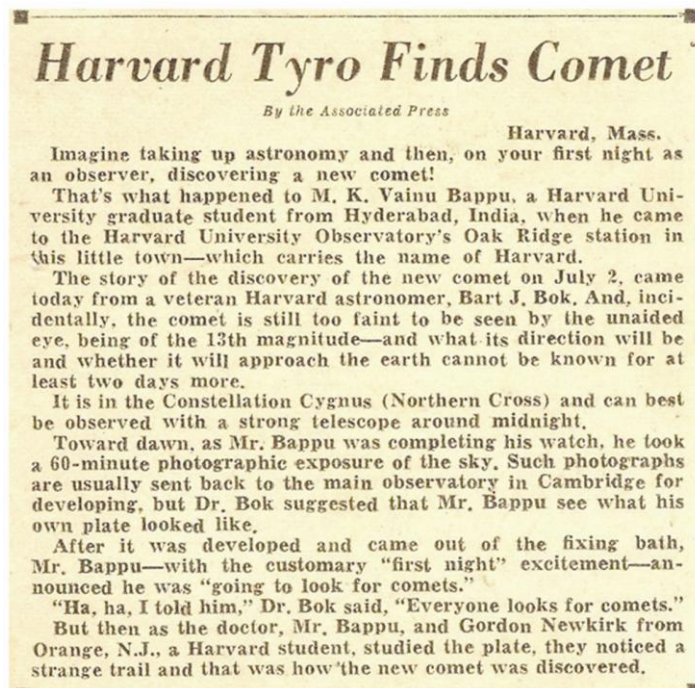 Harvard Tyro Finds Comet
By the Associated Press
Harvard, Mass.
Imagine taking up astronomy and then, on your first night as
an observer, discovering a new comet!
That's what happened to M. K. Vainu Bappu, a Harvard Uni-
versity graduate student from Hyderabad, India, when he came
to the Harvard University Observatory's Oak Ridge station in
this little town—which carries the name of Harvard.
The story of the discovery of the new comet on July 2, came
today from a veteran Harvard astronomer, Bart J. Bok. And, inci-
dentally, the comet is still too faint to be seen by the unaided
eye, being of the 13th magnitude—and what its direction will be
and whether it will approach the earth cannot be known for at
least two days more.
It is in the Constellation Cygnus (Northern Cross) and can best
be observed with a strong telescope around midnight.
Toward dawn, as Mr. Bappu was completing his watch, he took
a 60-minute photographic exposure of the sky. Such photographs
are usually sent back to the main observatory in Cambridge for
developing, but Dr. Bok suggested that Mr. Bappu see what his
own plate looked like.
After it was developed and came out of the fixing bath,
Mr. Bappu—with the customary "first night" excitement—an-
nounced he was "going to look for comets."
"Ha, ha, I told him," Dr. Bok said, "Everyone looks for comets."
But then as the doctor, Mr. Bappu, and Gordon Newkirk from
Orange, N.J., a Harvard student, studied the plate, they noticed a
strange trail and that was how the new comet was discovered.